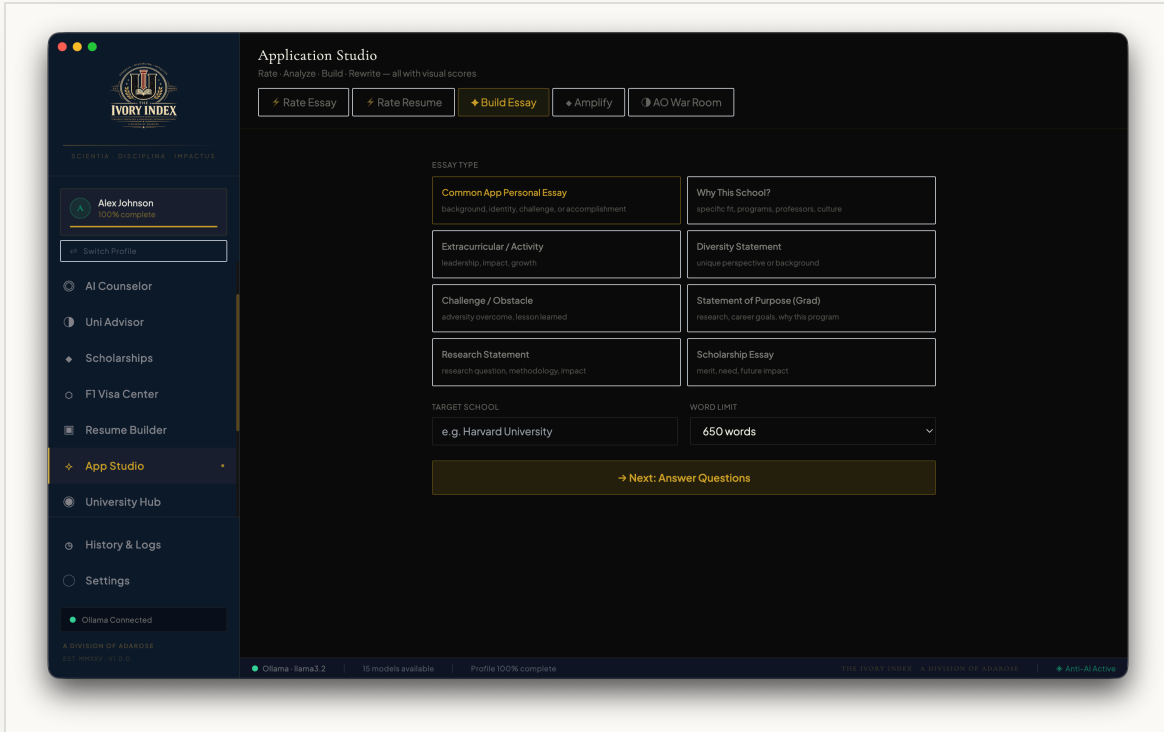 THE
IVORY INDEX
SCIENTIA · DISCIPLINA · IMPACTUS
A
Alex Johnson
100% complete
⇌ Switch Profile
AI Counselor
Uni Advisor
Scholarships
F1 Visa Center
Resume Builder
App Studio
University Hub
History & Logs
Settings
Ollama Connected
A DIVISION OF ADAROSE
EST. MMXXV · V1.0.0
Application Studio
Rate · Analyze · Build · Rewrite — all with visual scores
⚡ Rate Essay
⚡ Rate Resume
✦ Build Essay
◆ Amplify
◑ AO War Room
ESSAY TYPE
Common App Personal Essay
background, identity, challenge, or accomplishment
Why This School?
specific fit, programs, professors, culture
Extracurricular / Activity
leadership, impact, growth
Diversity Statement
unique perspective or background
Challenge / Obstacle
adversity overcome, lesson learned
Statement of Purpose (Grad)
research, career goals, why this program
Research Statement
research question, methodology, impact
Scholarship Essay
merit, need, future impact
TARGET SCHOOL
WORD LIMIT
e.g. Harvard University
650 words
→ Next: Answer Questions
Ollama · llama3.2
15 models available
Profile 100% complete
THE IVORY INDEX · A DIVISION OF ADAROSE
◈ Anti-AI Active